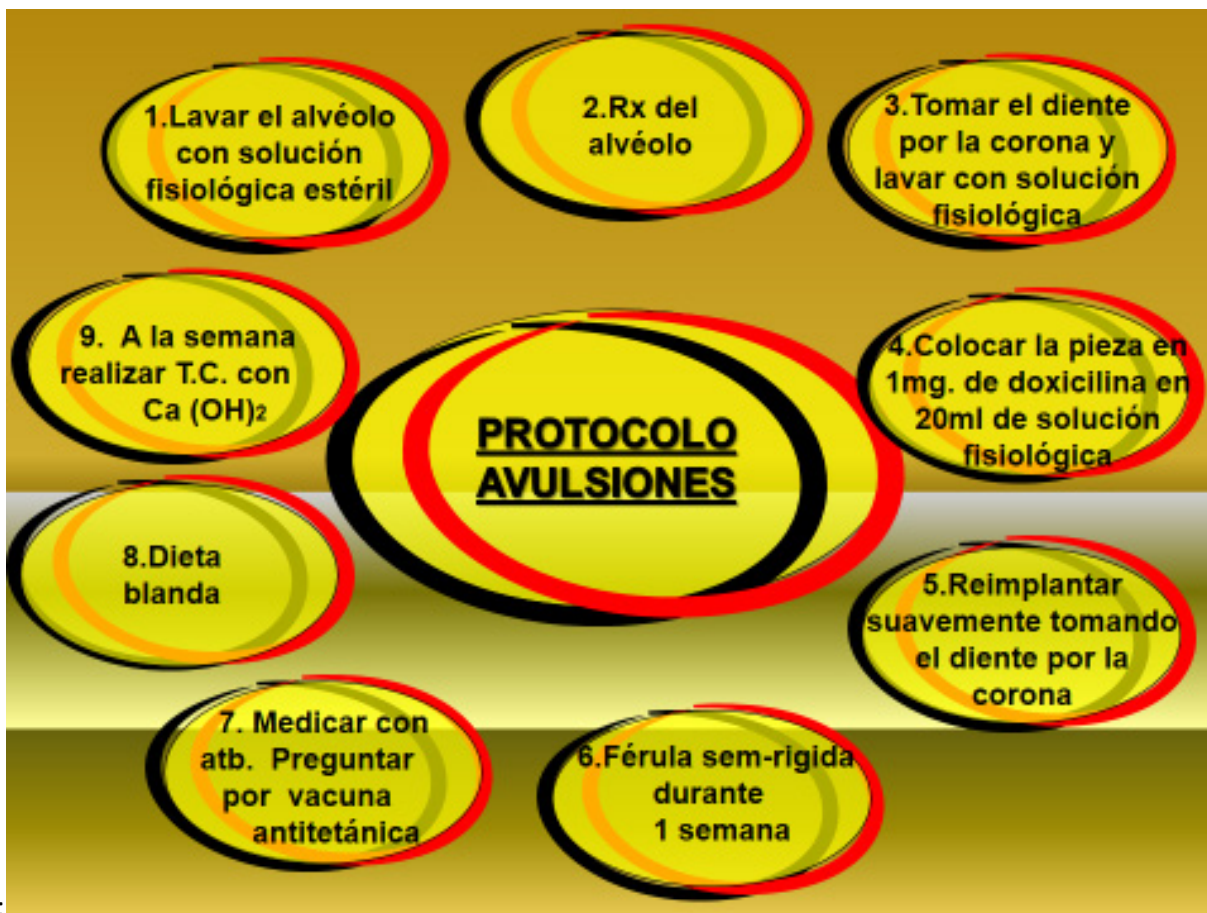 PROTOCOLO
AVULSIONES
1.Lavar el alvéolo
con solución
fisiológica estéril
2.Rx del
alvéolo
3.Tomar el diente
por la corona y
lavar con solución
fisiológica
4.Colocar la pieza en
1mg. de doxicilina en
20ml de solución
fisiológica
5.Reimplantar
suavemente tomando
el diente por la
corona
6.Férula sem-rigida
durante
1 semana
7. Medicar con
atb. Preguntar
por vacuna
antitetánica
8.Dieta
blanda
9. A la semana
realizar T.C. con
Ca (OH)2